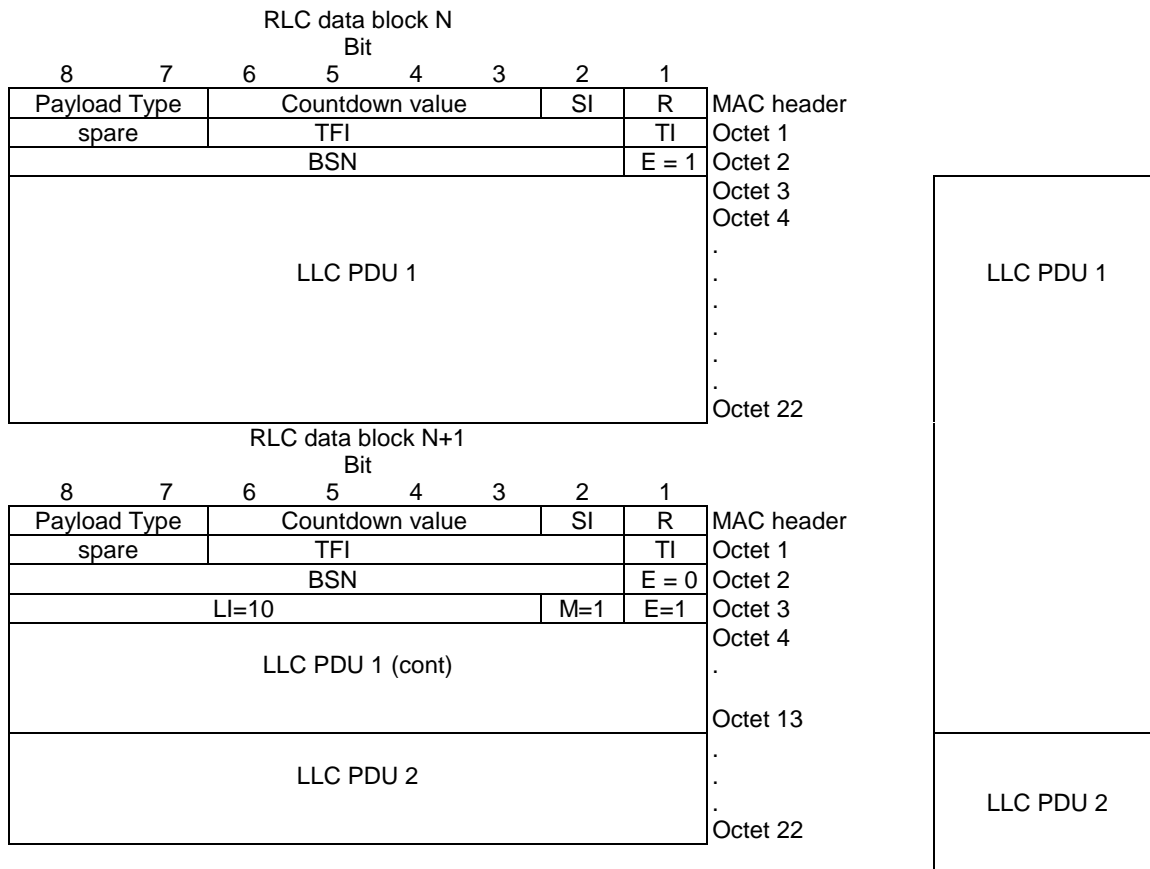 RLC data block N
Bit
8 7 6 5 4 3 2 1
Payload Type Countdown value SI R MAC header
spare TFI TI Octet 1
BSN E = 1 Octet 2
Octet 3
Octet 4
.
LLC PDU 1 . LLC PDU 1
.
.
.
.
Octet 22
RLC data block N+1
Bit
8 7 6 5 4 3 2 1
Payload Type Countdown value SI R MAC header
spare TFI TI Octet 1
BSN E = 0 Octet 2
LI=10 M=1 E=1 Octet 3
Octet 4
LLC PDU 1 (cont) .
Octet 13
.
LLC PDU 2 .
. LLC PDU 2
Octet 22